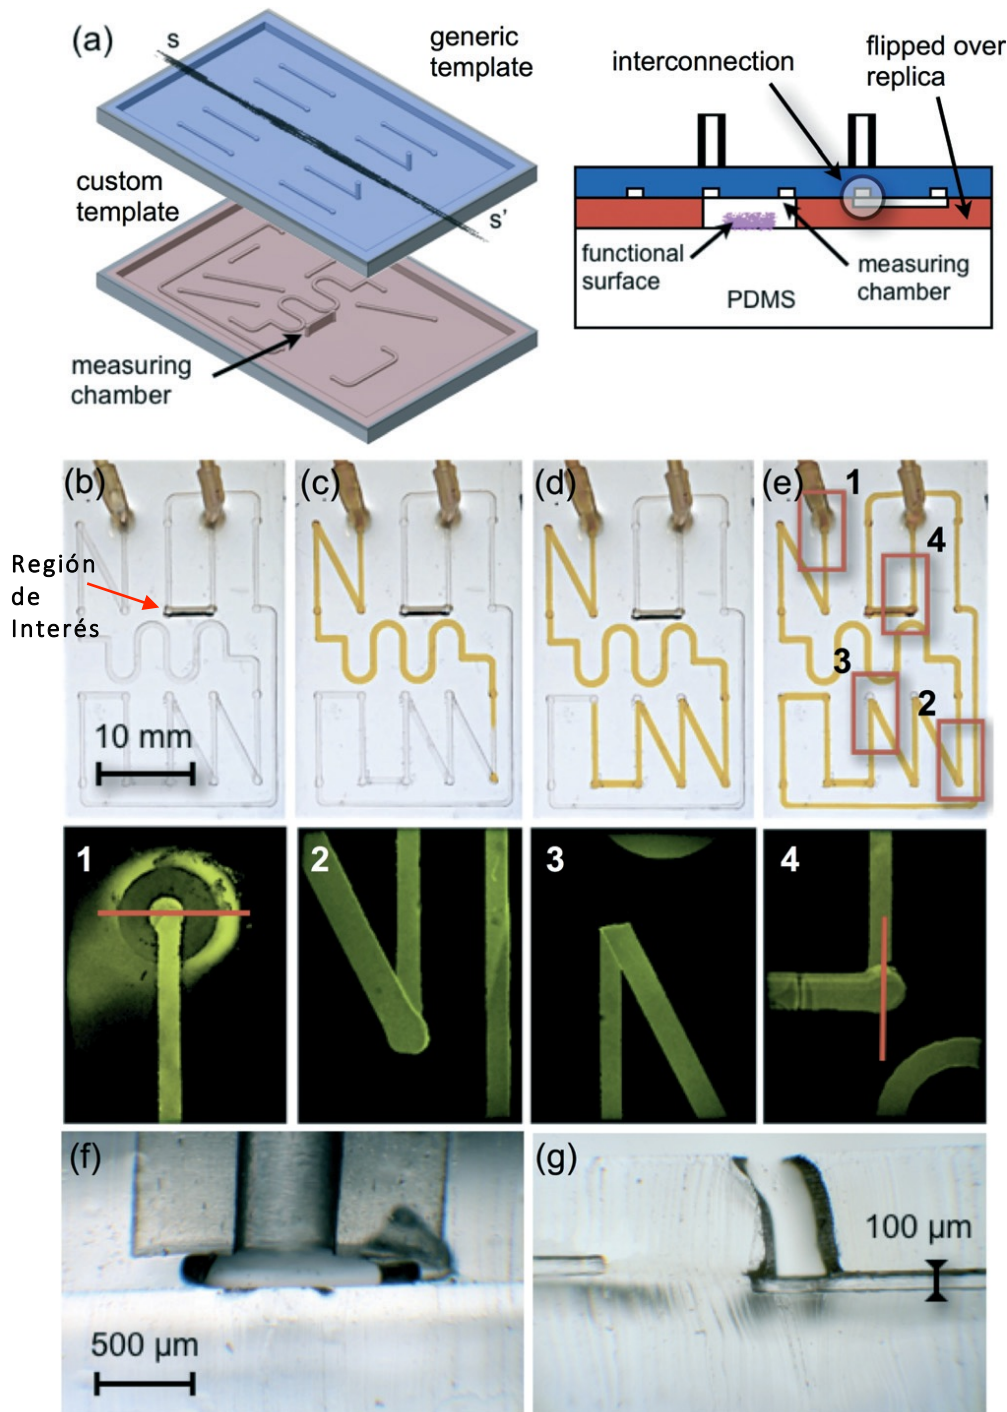 (a)
s
generic
template
custom
template
s'
measuring
chamber
interconnection
flipped over
replica
functional
surface
measuring
chamber
PDMS
(b)
(c)
(d)
(e)
1
4
3
2
Región
de
Interés
10 mm
1
2
3
4
(f)
500 µm
(g)
100 µm